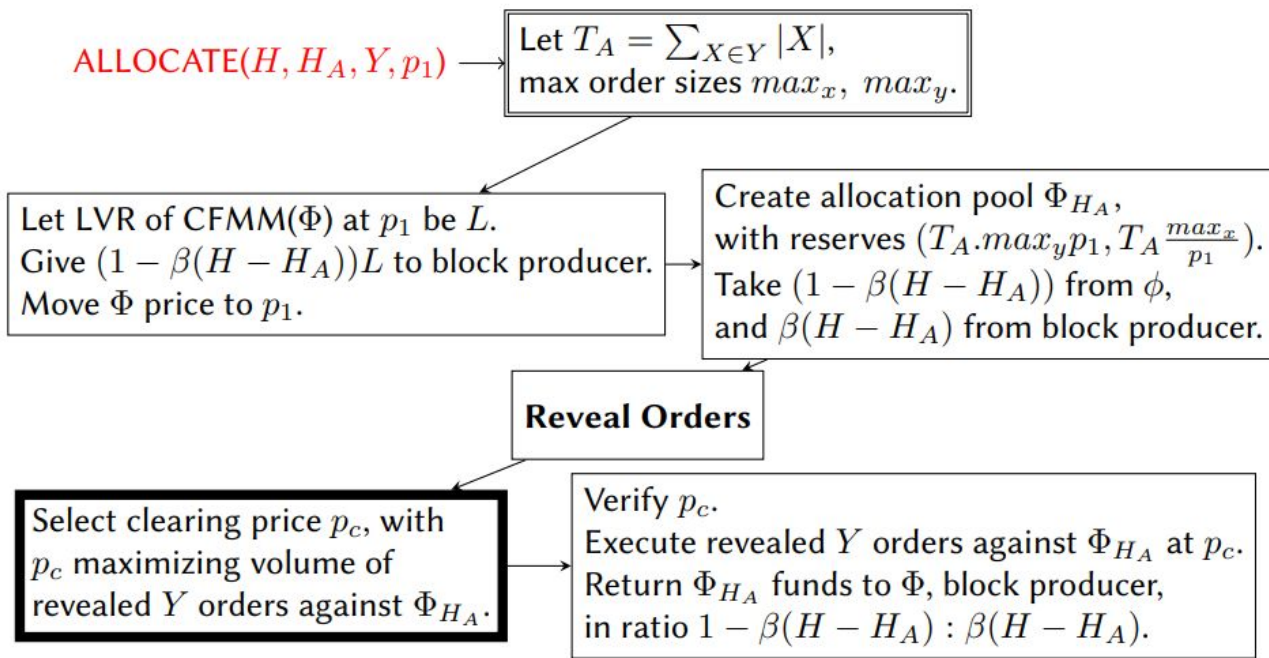 ALLOCATE(H, H_A, Y, p_1)
Let T_A = ∑_{X∈Y} |X|,
max order sizes max_x, max_y.
Let LVR of CFMM(Φ) at p_1 be L.
Give (1 − β(H − H_A))L to block producer.
Move Φ price to p_1.
Create allocation pool Φ_{H_A},
with reserves (T_A.max_y p_1, T_A \frac{max_x}{p_1}).
Take (1 − β(H − H_A)) from ϕ,
and β(H − H_A) from block producer.
Reveal Orders
Select clearing price p_c, with
p_c maximizing volume of
revealed Y orders against Φ_{H_A}.
Verify p_c.
Execute revealed Y orders against Φ_{H_A} at p_c.
Return Φ_{H_A} funds to Φ, block producer,
in ratio 1 − β(H − H_A) : β(H − H_A).